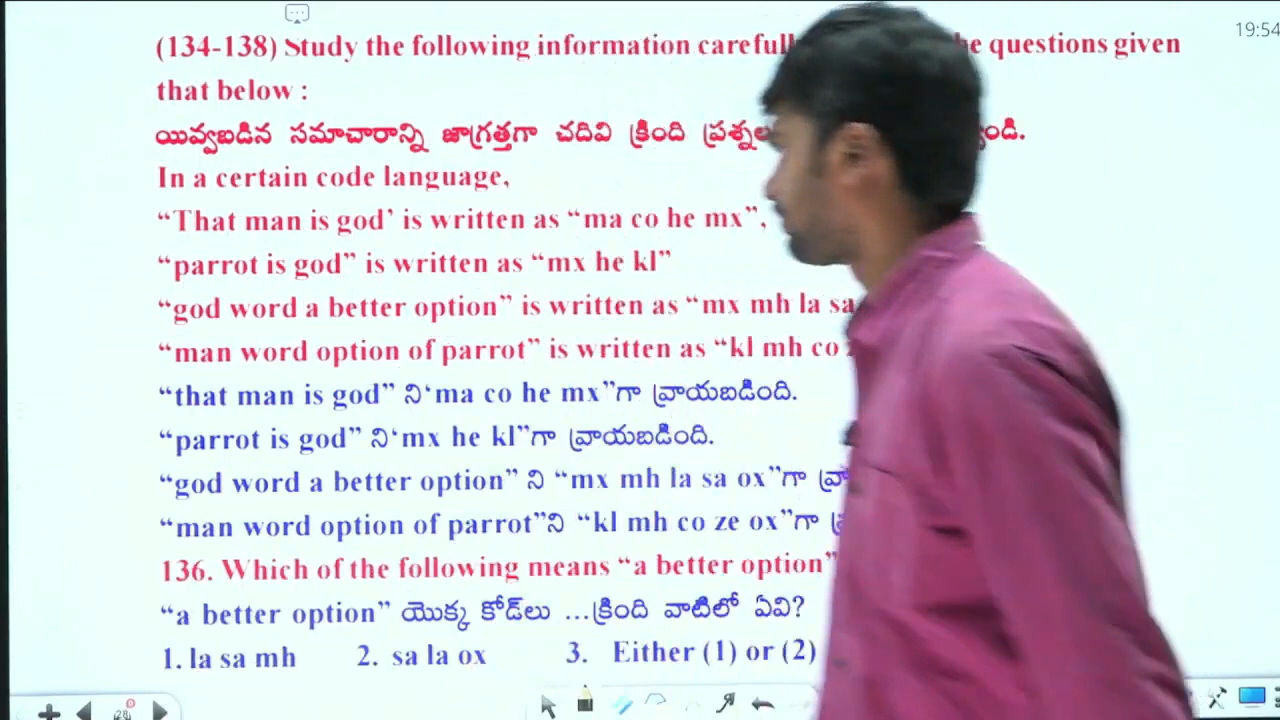 19:54
(134-138) Study the following information he questions given
that below :
యివ్వబడిన సమాచారాన్ని జాగ్రత్తగా చదివి క్రింది
In a certain code language,
“That man is god’ is written as “ma co he mx”,
“parrot is god” is written as “mx he kl”
“god word a better option” is written as “mx mh la sa
“man word option of parrot” is written as “kl mh co
“that man is god” ని‘ma co he mx”గా వ్రాయబడింది.
“parrot is god” ని‘mx he kl”గా వ్రాయబడింది.
“god word a better option” ని “mx mh la sa ox”గా
“man word option of parrot”ని “kl mh co ze ox”గా
136. Which of the following means “a better option”
“a better option” యొక్క కోడ్‌లు ...క్రింది వాటిలో ఏవి?
1. la sa mh 2. sa la ox 3. Either (1) or (2)